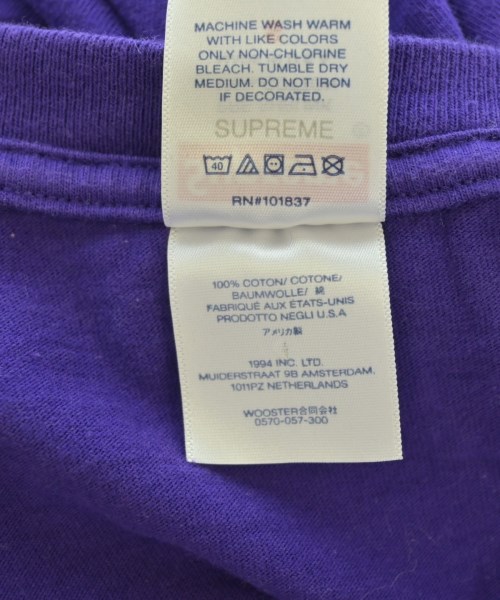 MACHINE WASH WARM
WITH LIKE COLORS
ONLY NON-CHLORINE
BLEACH. TUMBLE DRY
MEDIUM. DO NOT IRON
IF DECORATED.
SUPREME ®
40
RN#101837
100% COTTON/ COTONE/
BAUMWOLLE/ 綿
FABRIQUE AUX ETATS-UNIS
PRODOTTO NEGLI U.S.A
アメリカ製
1994 INC. LTD.
MUIDERSTRAAT 9B AMSTERDAM.
1011PZ NETHERLANDS
WOOSTER合同会社
0570-057-300